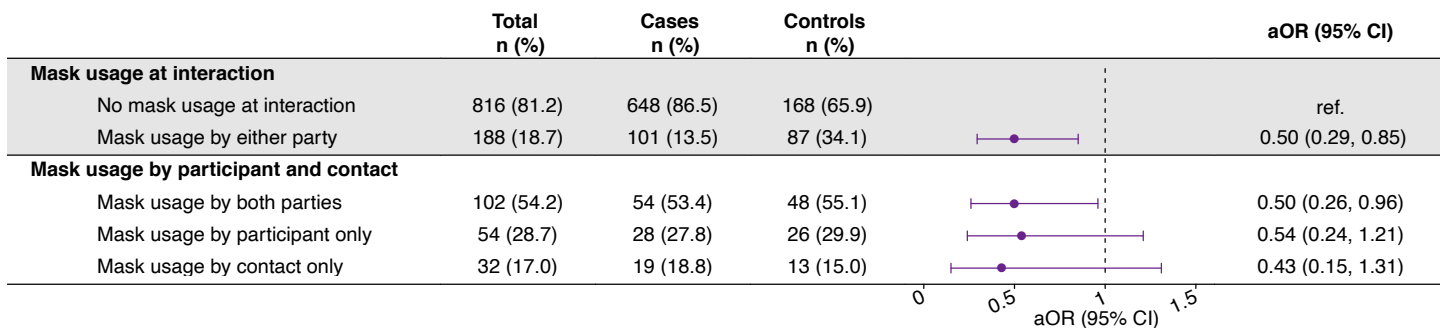 Total Cases Controls aOR (95% CI)
n (%) n (%) n (%)
Mask usage at interaction
No mask usage at interaction 816 (81.2) 648 (86.5) 168 (65.9) ref.
Mask usage by either party 188 (18.7) 101 (13.5) 87 (34.1) 0.50 (0.29, 0.85)
Mask usage by participant and contact
Mask usage by both parties 102 (54.2) 54 (53.4) 48 (55.1) 0.50 (0.26, 0.96)
Mask usage by participant only 54 (28.7) 28 (27.8) 26 (29.9) 0.54 (0.24, 1.21)
Mask usage by contact only 32 (17.0) 19 (18.8) 13 (15.0) 0.43 (0.15, 1.31)
0 0.5 1 1.5
aOR (95% CI)